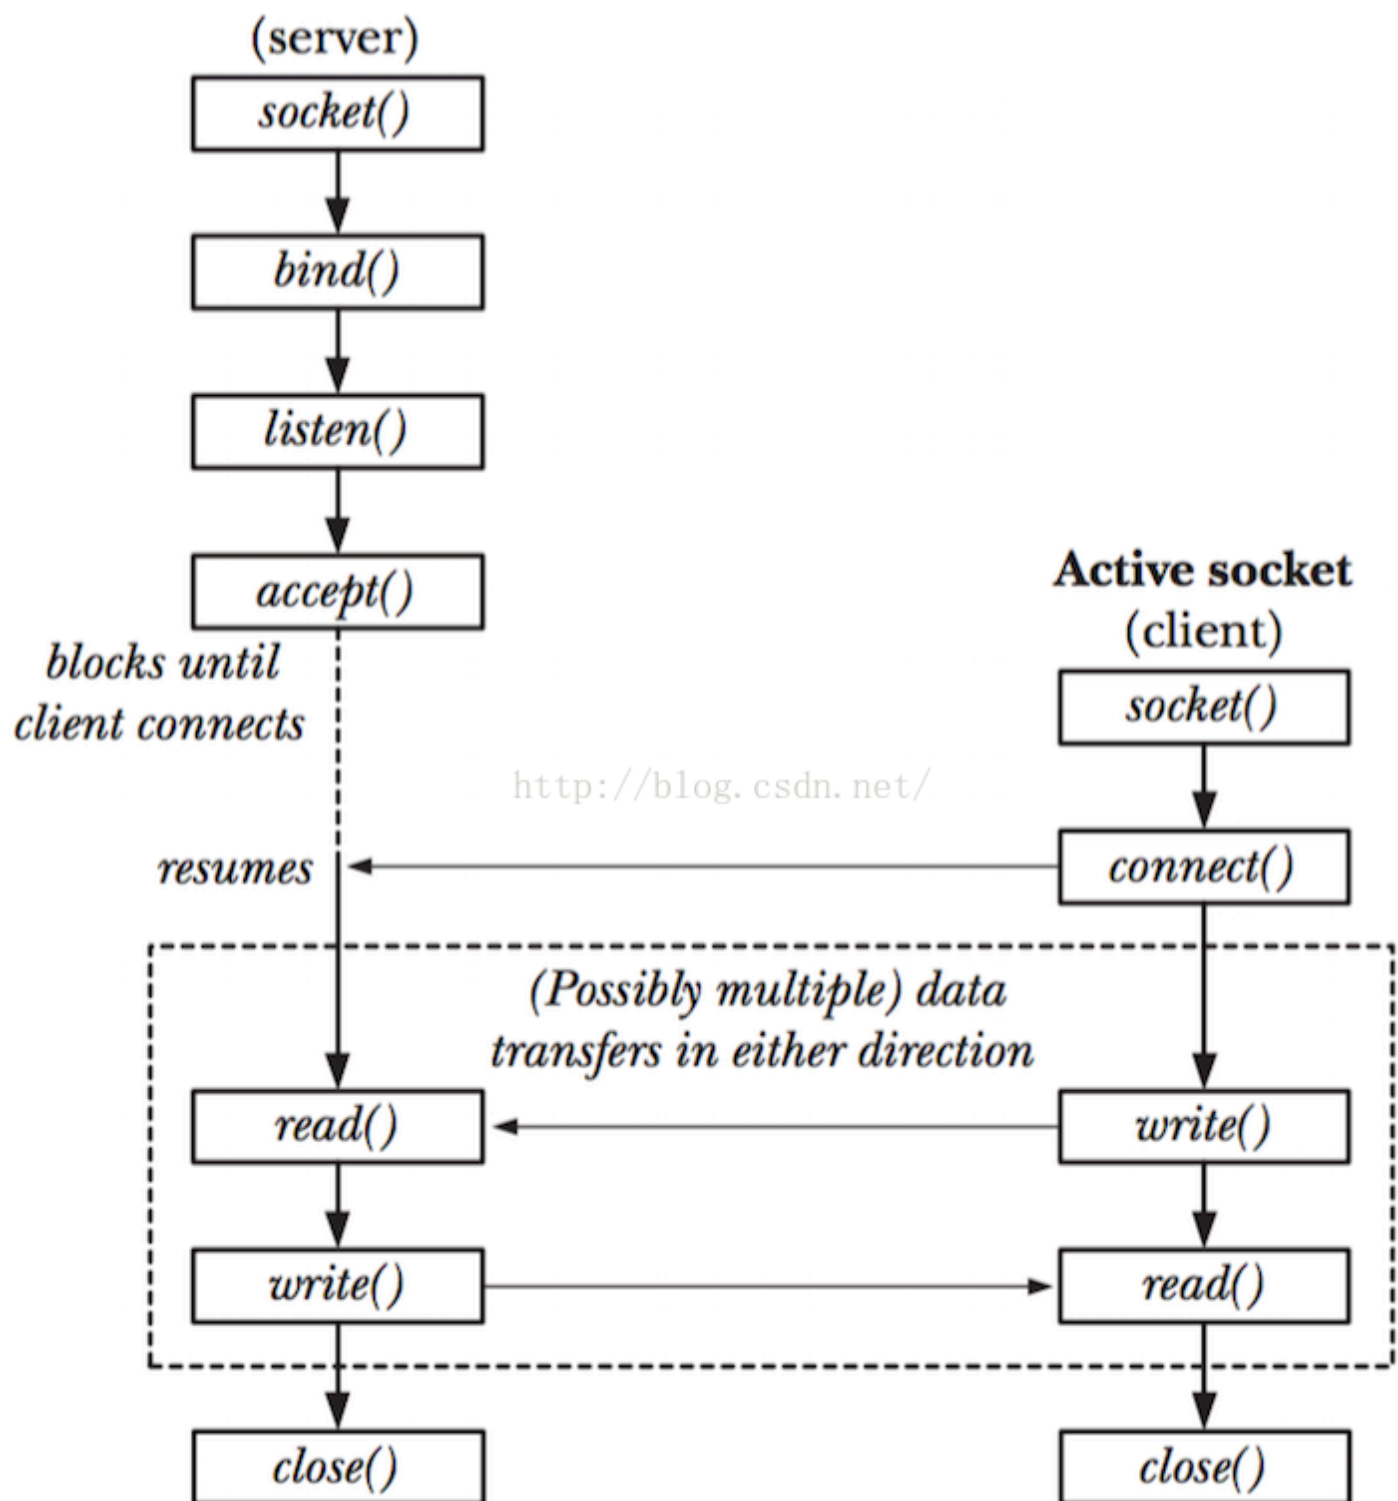 (server)
socket()
bind()
listen()
accept()
blocks until
client connects
resumes
Active socket
(client)
socket()
connect()
http://blog.csdn.net/
(Possibly multiple) data
transfers in either direction
read()
write()
write()
read()
close()
close()